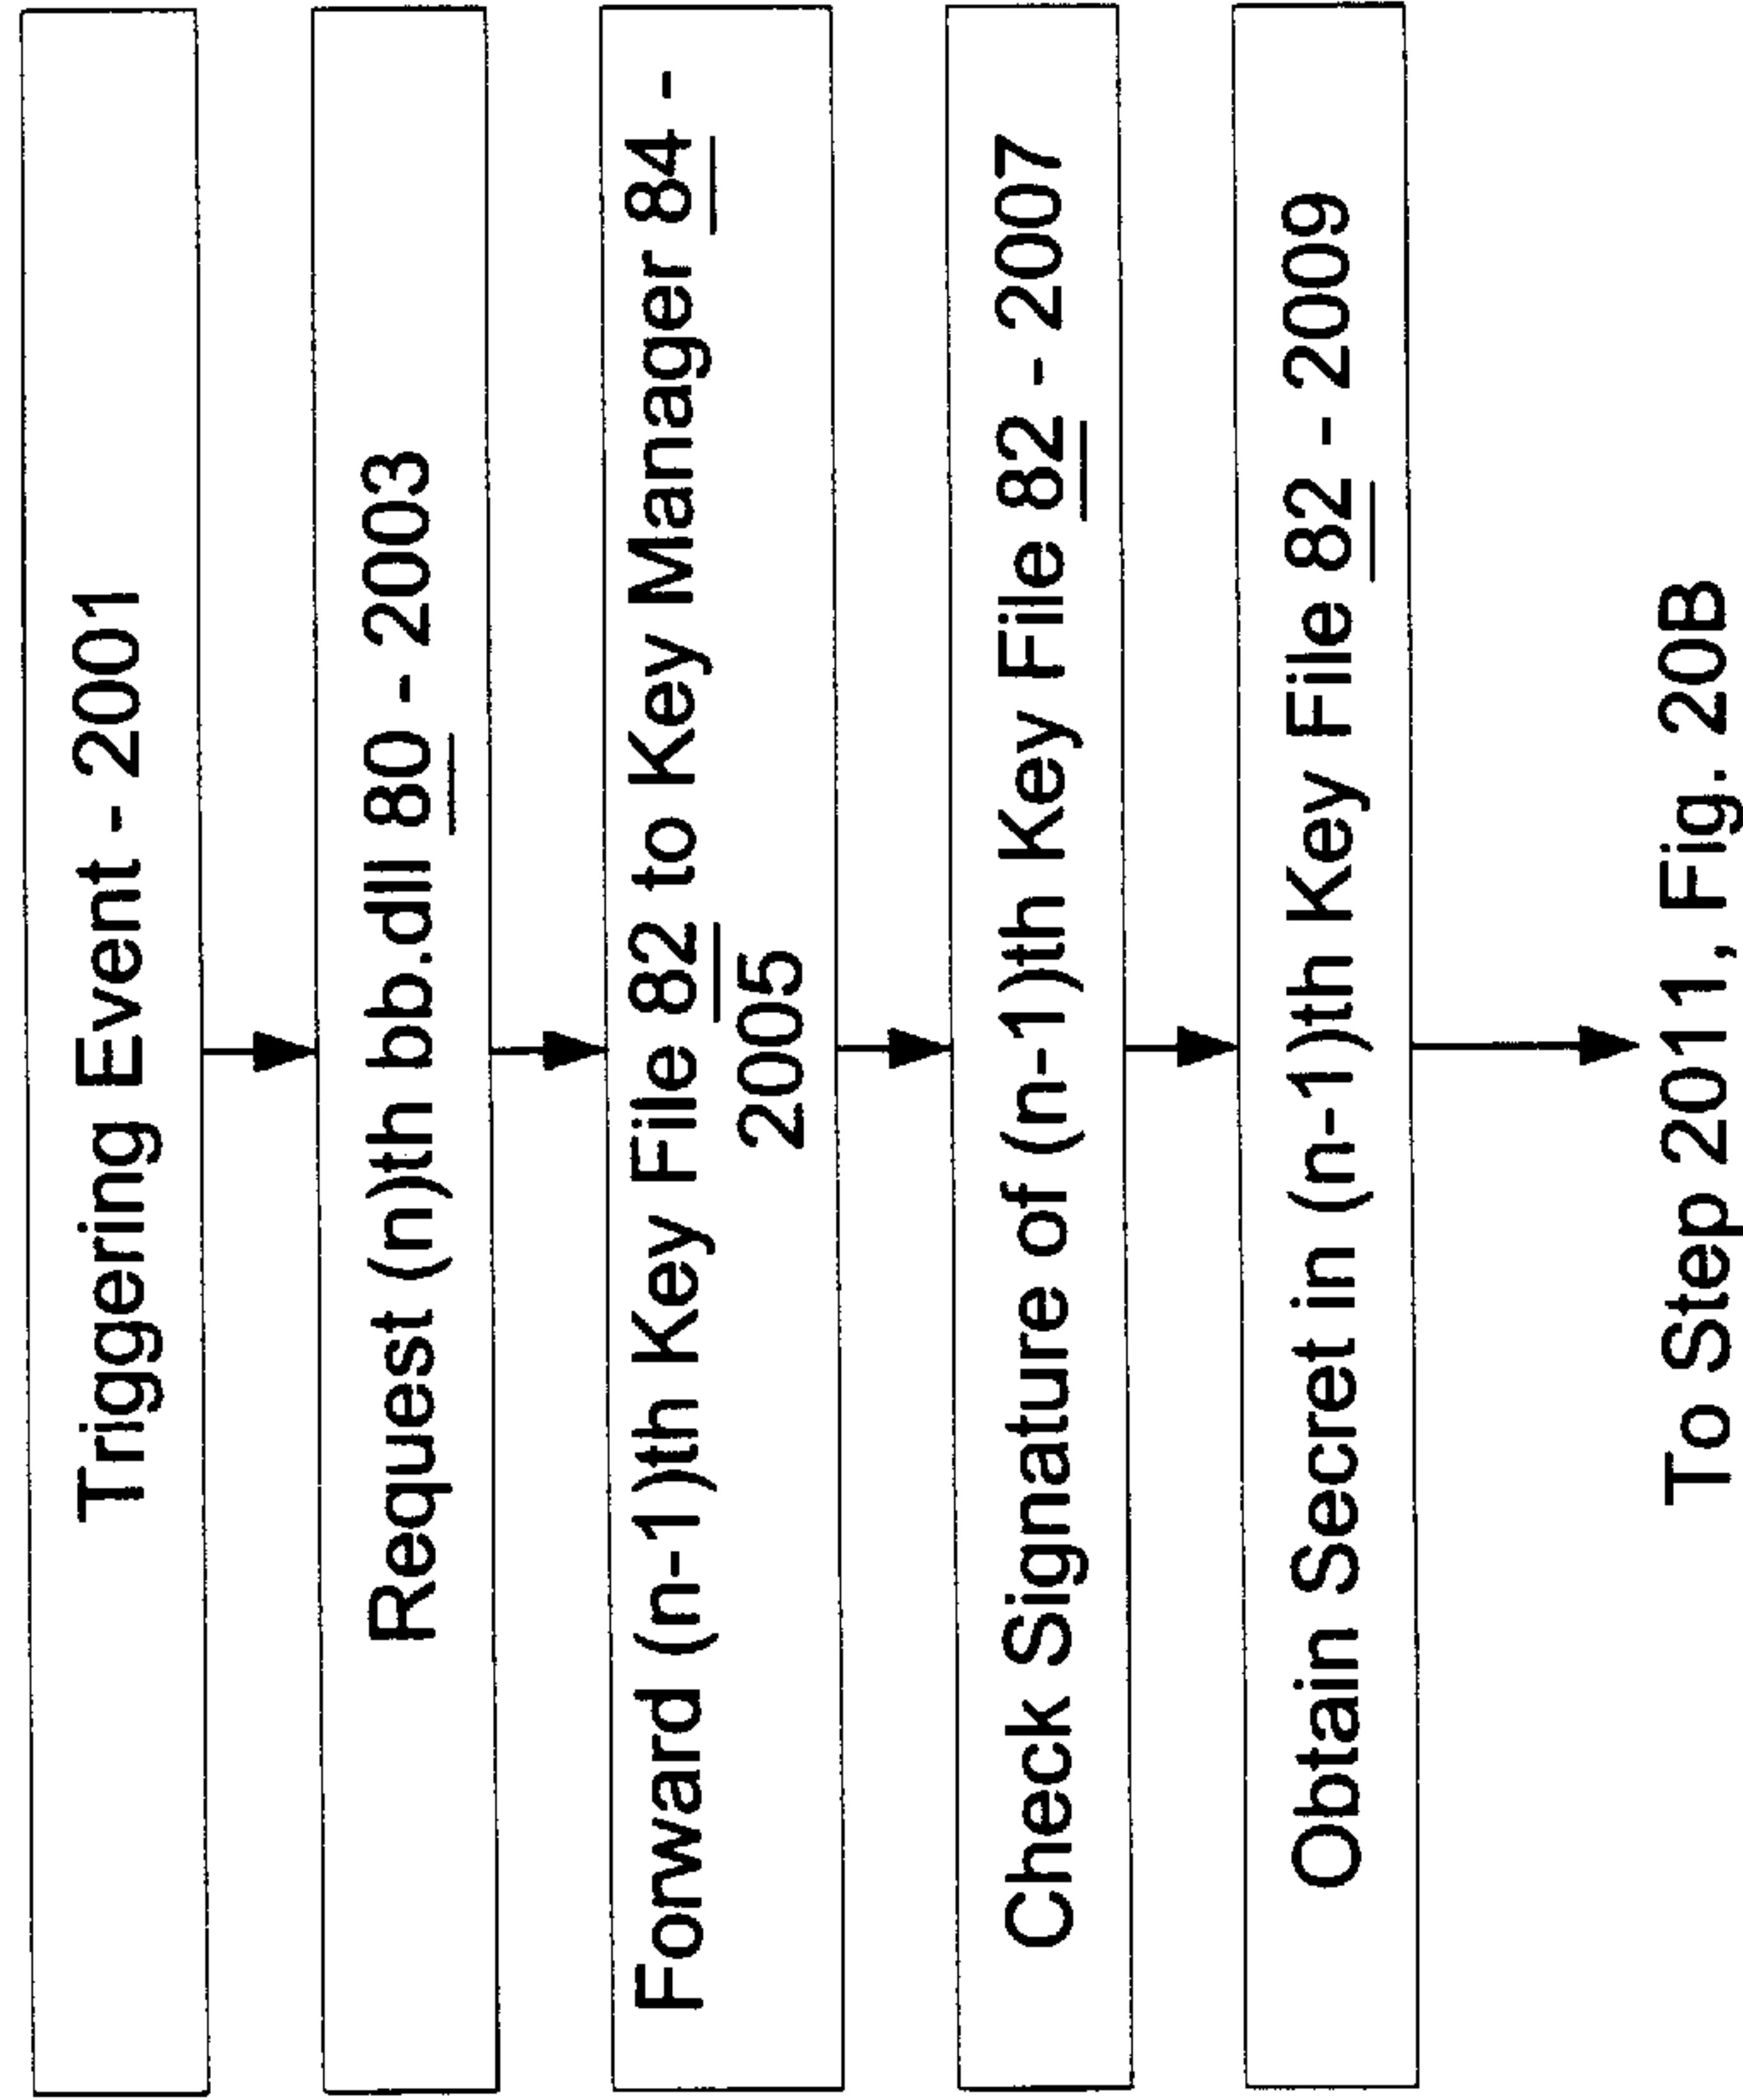 Triggering Event - 2001
Request (n)th bb.dll 80 - 2003
Forward (n-1)th Key File 82 to Key Manager 84 -
2005
Check Signature of (n-1)th Key File 82 - 2007
Obtain Secret in (n-1)th Key File 82 - 2009
To Step 2011, Fig. 20B